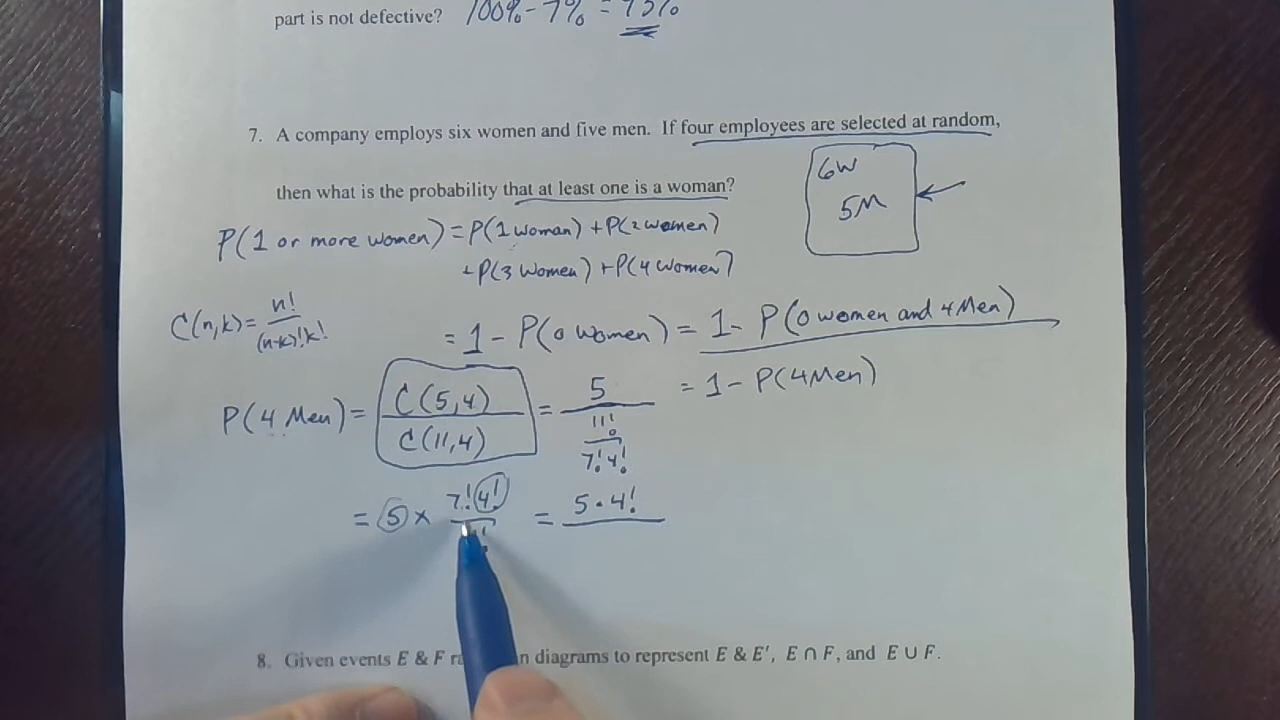 part is not defective? 100% - 7% = 93%
7. A company employs six women and five men. If four employees are selected at random,
then what is the probability that at least one is a woman?
6W
5M
P(1 or more women) = P(1 woman) + P(2 women)
+ P(3 women) + P(4 women)
C(n,k) = n! / (n-k)!k!
= 1 - P(0 women) = 1 - P(0 women and 4 Men)
= 1 - P(4 Men)
P(4 Men) = C(5,4) / C(11,4) = 5 / 11! / 7!4!
= 5 × 7!4! / ! = 5 · 4!
8. Given events E & F n diagrams to represent E & E′, E ∩ F, and E ∪ F.